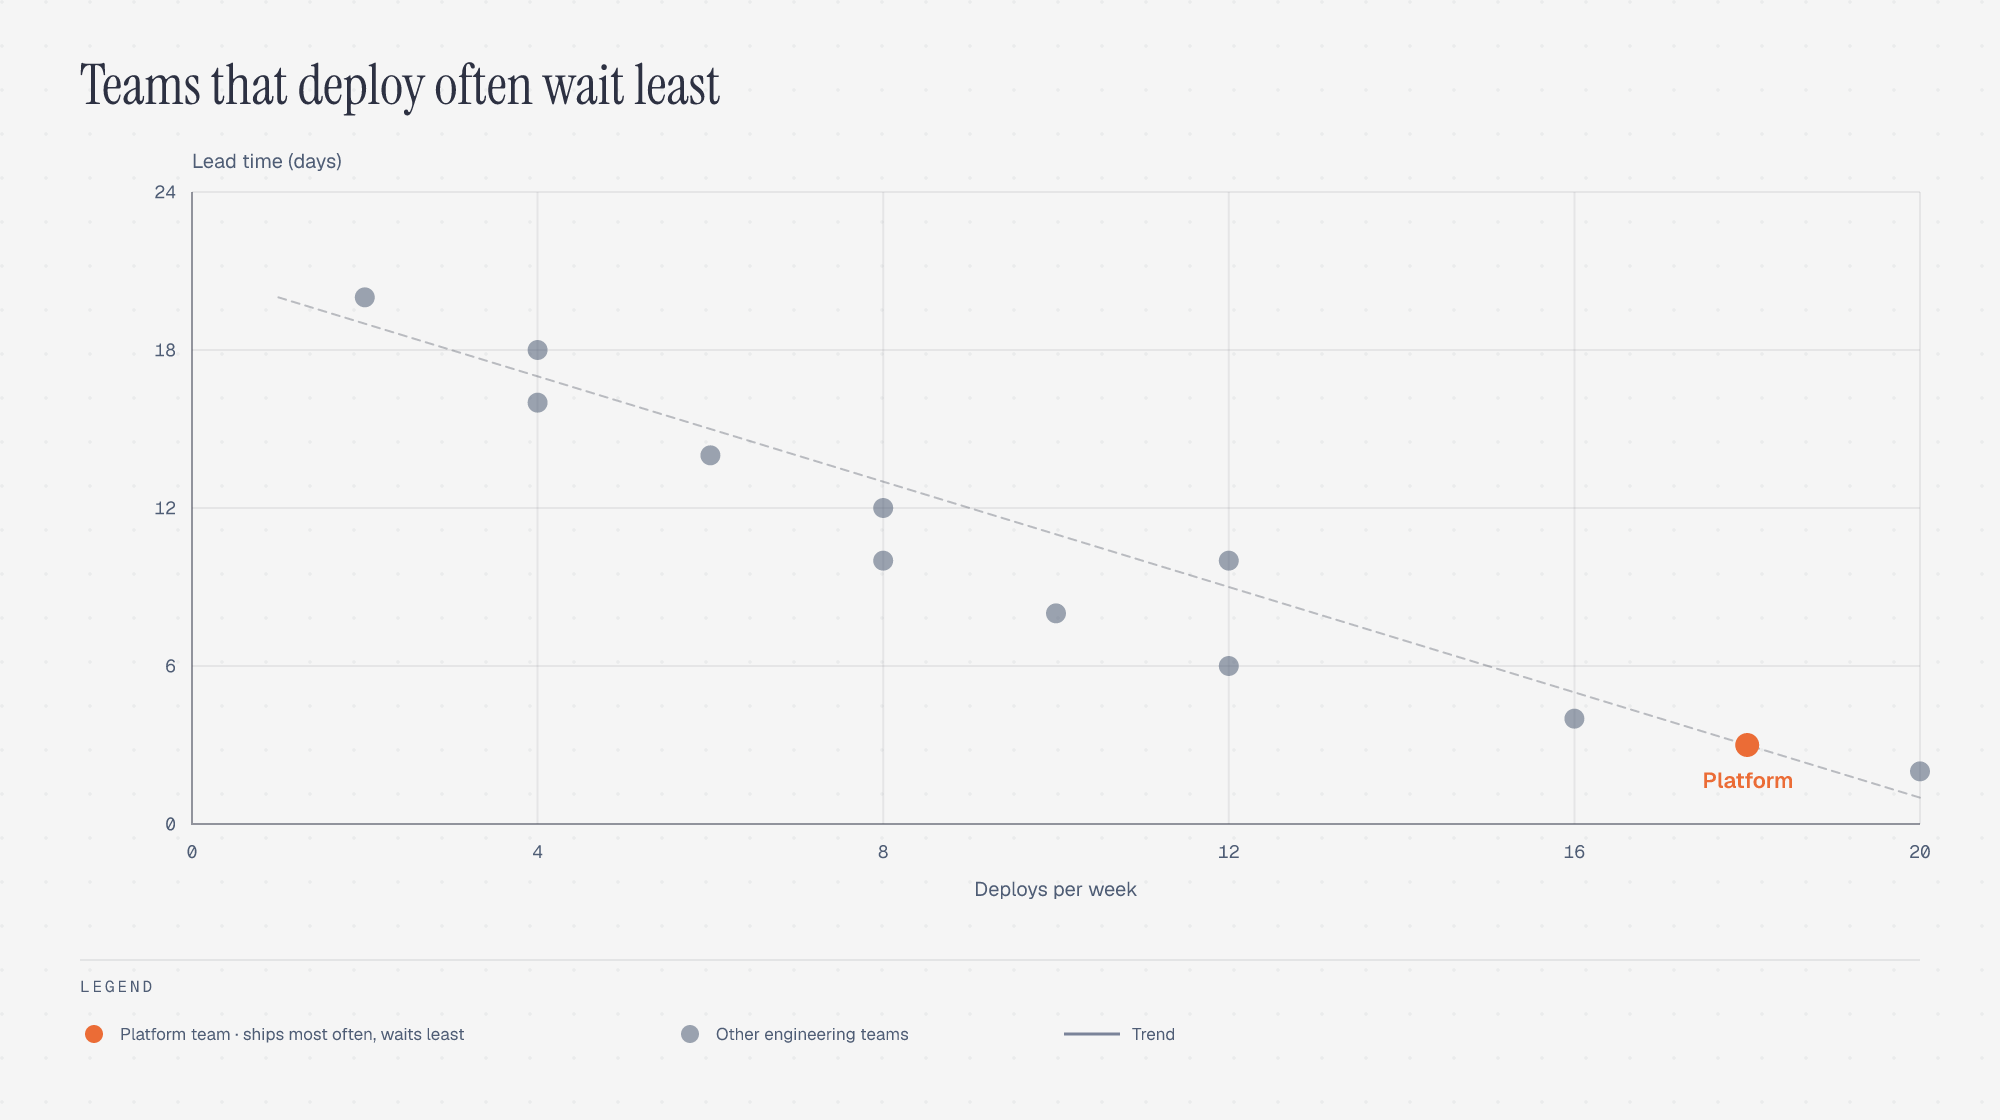 Teams that deploy often wait least
Lead time (days)
24
18
12
6
0
0 4 8 12 16 20
Platform
Deploys per week
LEGEND
Platform team · ships most often, waits least
Other engineering teams
Trend